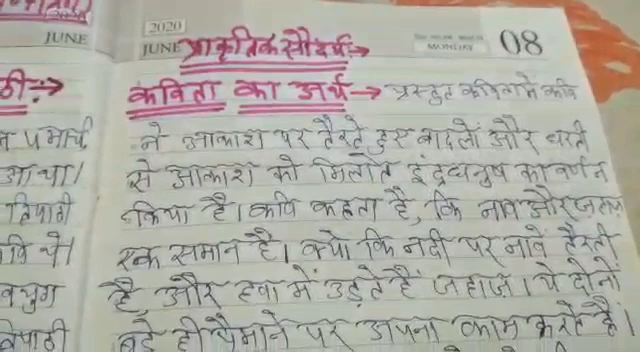 JUNE
2020
JUNE प्राकृतिक सौंदर्य→
MONDAY 08
ठी:→
कविता का अर्थ→ प्रस्तुत कविता में कवि
ने आकाश पर तैरते हुए बादलों और धरती
से आकाश को मिलाते इंद्रधनुष का वर्णन
किया है। कवि कहता है, कि नाव और जहाज
एक समान है। क्यो कि नदी पर नावें तैरती
है, और हवा में उड़ते हैं जहाज। ये दोनों
बड़े ही पैमाने पर अपना काम करते है।
था।
त्रिपाठी
थे।
युग